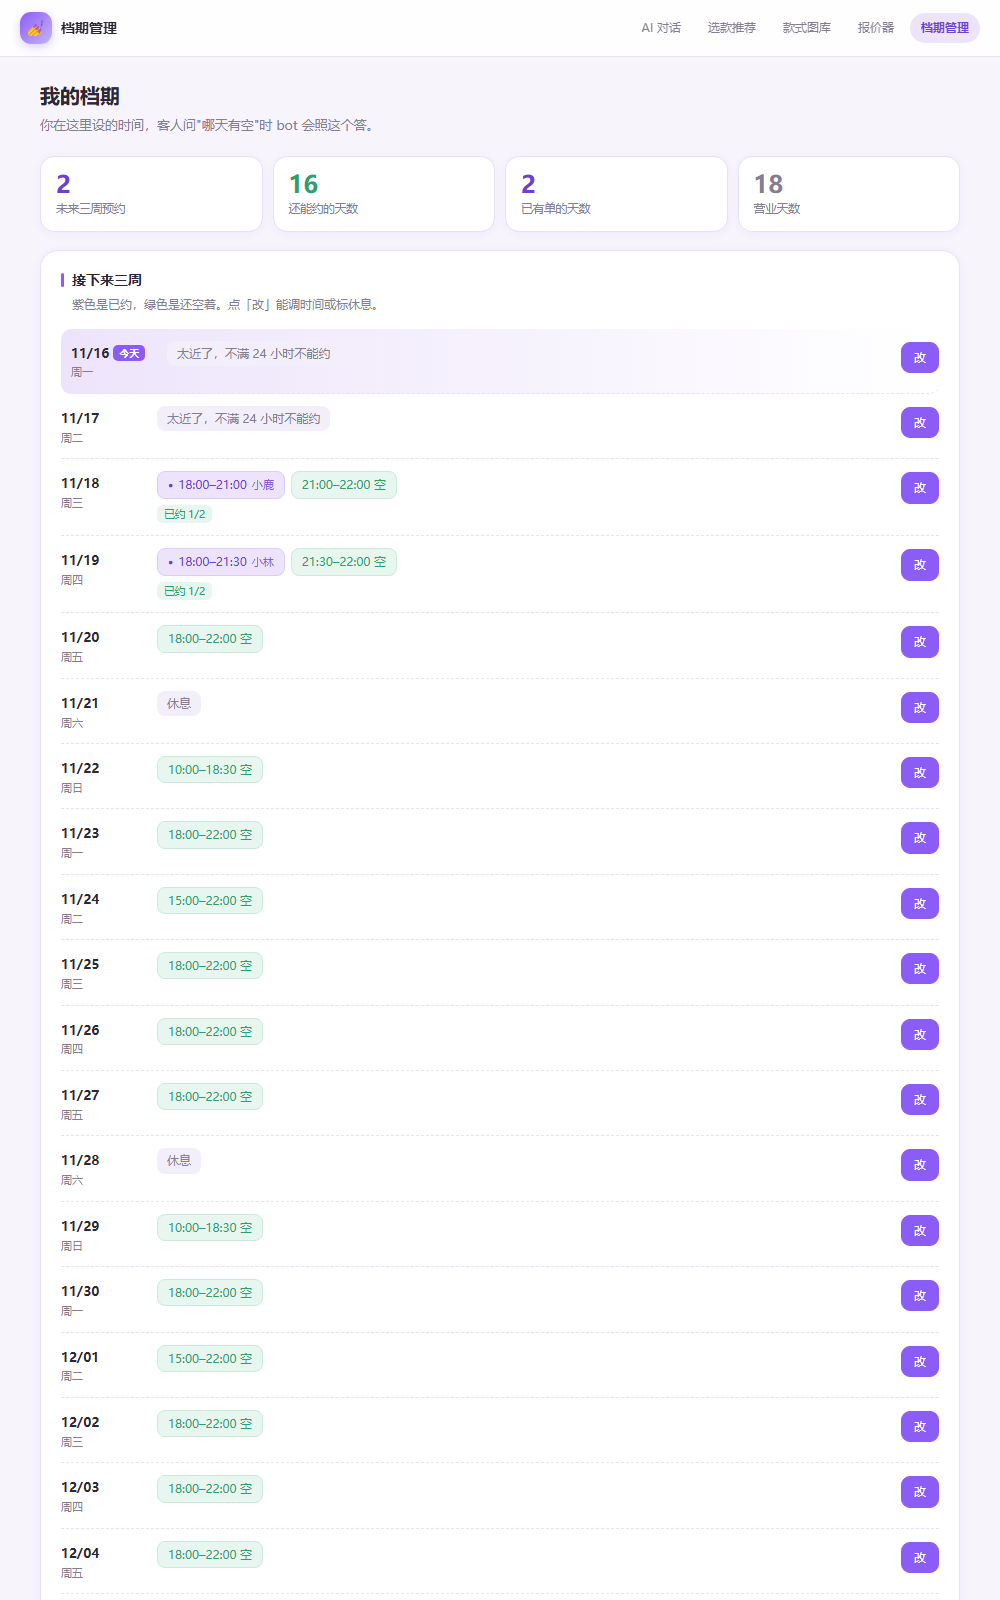 档期管理
AI 对话 选款推荐 款式图库 报价器 档期管理
我的档期
你在这里设的时间，客人问"哪天有空"时 bot 会照这个答。
2 16 2 18
未来三周预约 还能约的天数 已有单的天数 营业天数
接下来三周
紫色是已约，绿色是还空着。点「改」能调时间或标休息。
11/16 今天 太近了，不满 24 小时不能约 改
周一
11/17 太近了，不满 24 小时不能约 改
周二
11/18 • 18:00–21:00 小鹿 21:00–22:00 空 改
周三
已约 1/2
11/19 • 18:00–21:30 小林 21:30–22:00 空 改
周四
已约 1/2
11/20 18:00–22:00 空 改
周五
11/21 休息 改
周六
11/22 10:00–18:30 空 改
周日
11/23 18:00–22:00 空 改
周一
11/24 15:00–22:00 空 改
周二
11/25 18:00–22:00 空 改
周三
11/26 18:00–22:00 空 改
周四
11/27 18:00–22:00 空 改
周五
11/28 休息 改
周六
11/29 10:00–18:30 空 改
周日
11/30 18:00–22:00 空 改
周一
12/01 15:00–22:00 空 改
周二
12/02 18:00–22:00 空 改
周三
12/03 18:00–22:00 空 改
周四
12/04 18:00–22:00 空 改
周五